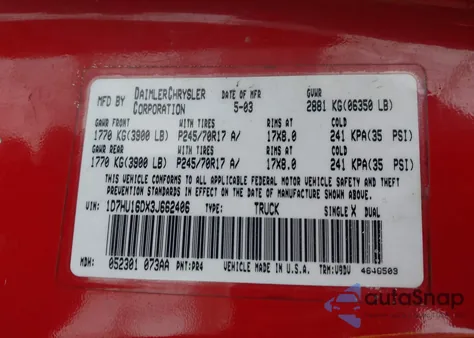 MFD BY DAIMLERCHRYSLER CORPORATION DATE OF MFR 5-03 GVWR 2881 KG(06350 LB)
GAWR FRONT WITH TIRES RIMS AT COLD
1770 KG(3900 LB) P245/70R17 A/ 17X8.0 241 KPA(35 PSI)
GAWR REAR WITH TIRES RIMS AT COLD
1770 KG(3900 LB) P245/70R17 A/ 17X8.0 241 KPA(35 PSI)
THIS VEHICLE CONFORMS TO ALL APPLICABLE FEDERAL MOTOR VEHICLE SAFETY AND THEFT
PREVENTION STANDARDS IN EFFECT ON THE DATE OF MANUFACTURE SHOWN ABOVE.
VIN: 1D7HU16DX3J662406 TYPE: TRUCK SINGLE X DUAL
MDH: 052301 073AA PNT:PR4 VEHICLE MADE IN U.S.A. TRM:V9DV 4646503
autoSnap